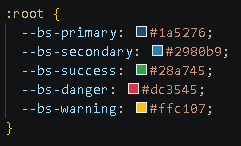 :root {
--bs-primary: #1a5276;
--bs-secondary: #2980b9;
--bs-success: #28a745;
--bs-danger: #dc3545;
--bs-warning: #ffc107;
}